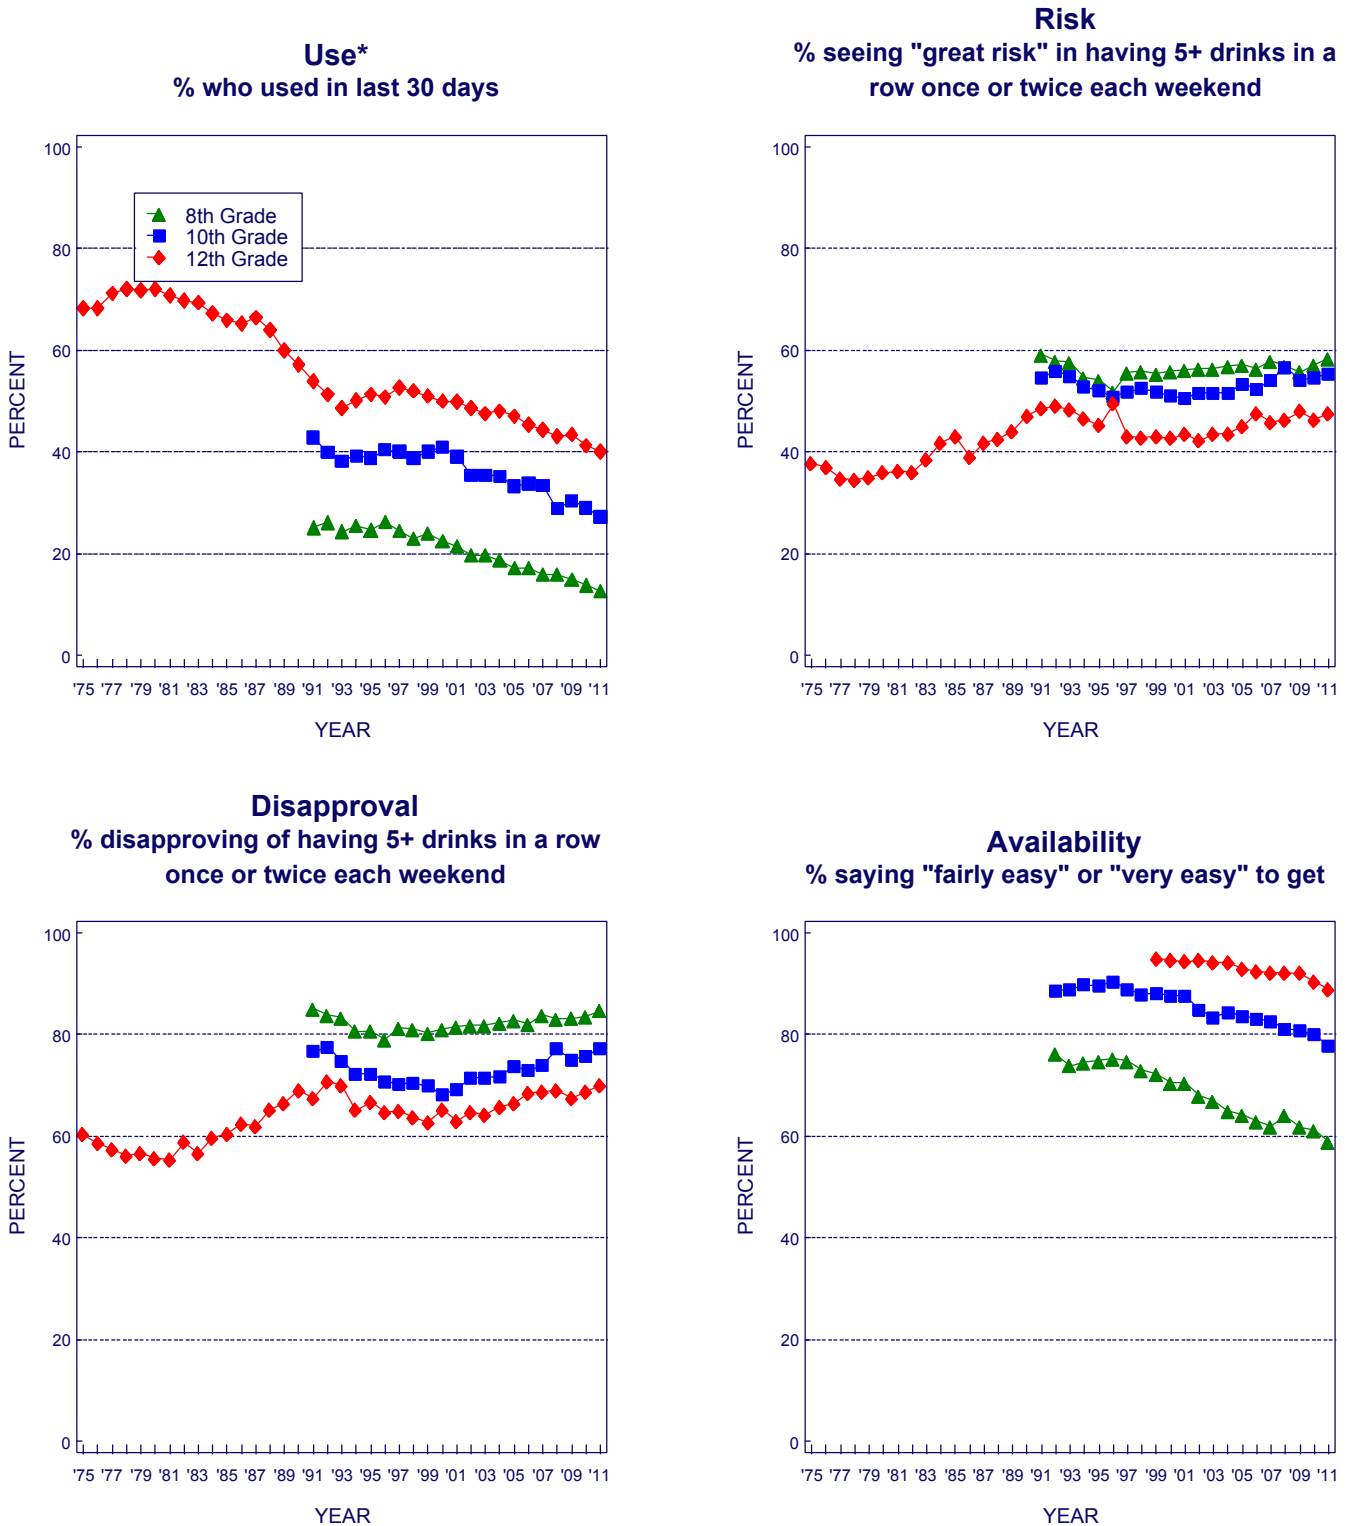 Use*
% who used in last 30 days
100
80
60
40
20
0
PERCENT
8th Grade
10th Grade
12th Grade
'75 '77 '79 '81 '83 '85 '87 '89 '91 '93 '95 '97 '99 '01 '03 '05 '07 '09 '11
YEAR
Risk
% seeing "great risk" in having 5+ drinks in a
row once or twice each weekend
100
80
60
40
20
0
PERCENT
'75 '77 '79 '81 '83 '85 '87 '89 '91 '93 '95 '97 '99 '01 '03 '05 '07 '09 '11
YEAR
Disapproval
% disapproving of having 5+ drinks in a row
once or twice each weekend
100
80
60
40
20
0
PERCENT
'75 '77 '79 '81 '83 '85 '87 '89 '91 '93 '95 '97 '99 '01 '03 '05 '07 '09 '11
YEAR
Availability
% saying "fairly easy" or "very easy" to get
100
80
60
40
20
0
PERCENT
'75 '77 '79 '81 '83 '85 '87 '89 '91 '93 '95 '97 '99 '01 '03 '05 '07 '09 '11
YEAR